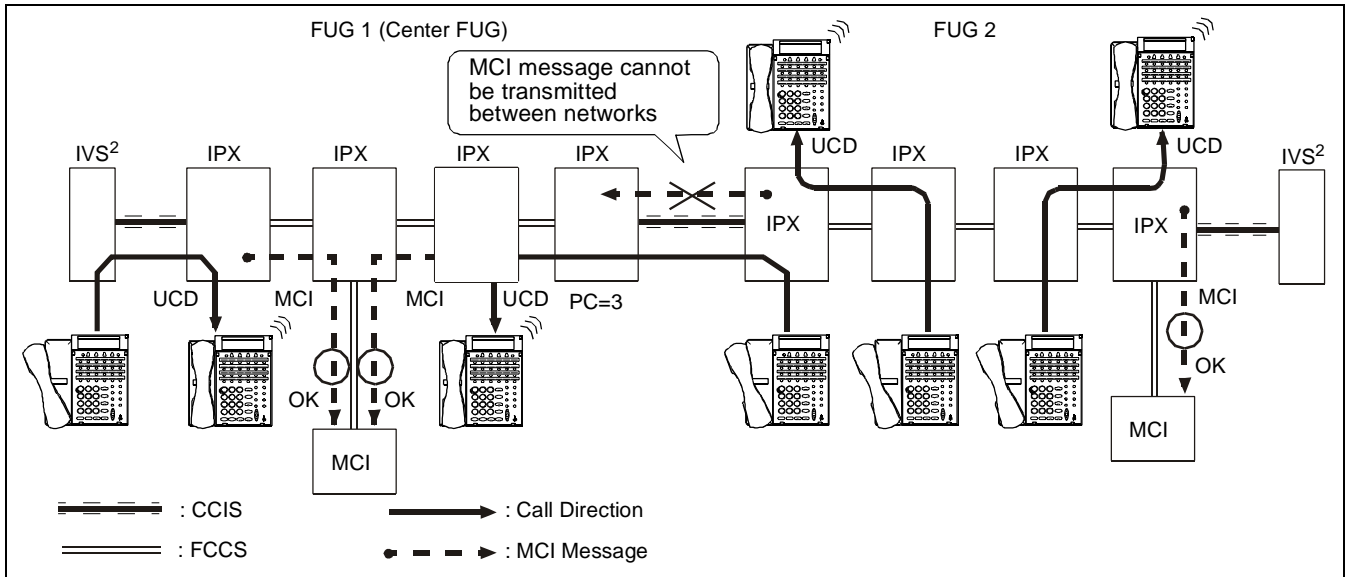 FUG 1 (Center FUG)
FUG 2
MCI message cannot
be transmitted
between networks
UCD
UCD
IVS2
IPX
IPX
IPX
IPX
IPX
IPX
IVS2
IPX
IPX
UCD
MCI
MCI
UCD
PC=3
MCI
OK
OK
OK
MCI
MCI
: CCIS
: Call Direction
: FCCS
: MCI Message